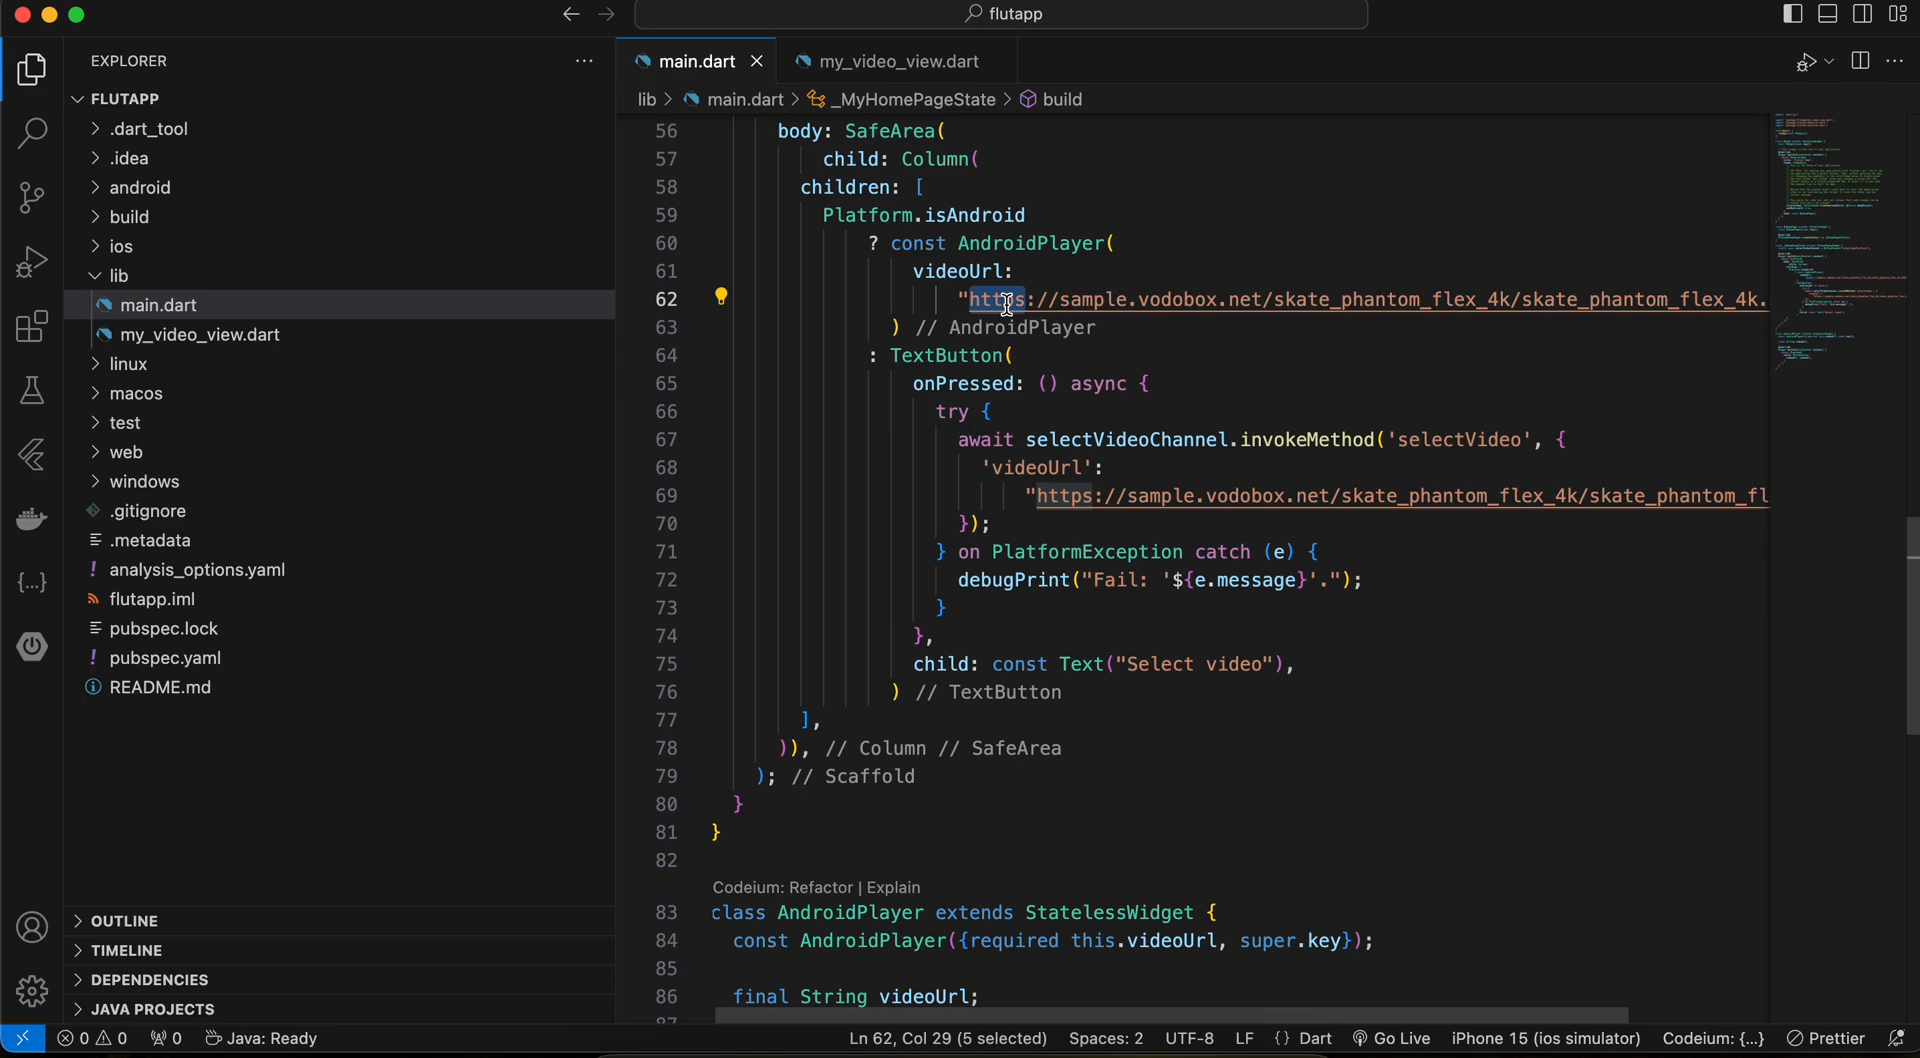 flutapp
EXPLORER
FLUTAPP
.dart_tool
.idea
android
build
ios
lib
main.dart
my_video_view.dart
linux
macos
test
web
windows
.gitignore
.metadata
analysis_options.yaml
flutapp.iml
pubspec.lock
pubspec.yaml
README.md
OUTLINE
TIMELINE
DEPENDENCIES
JAVA PROJECTS
main.dart
my_video_view.dart
lib > main.dart > _MyHomePageState > build
56 body: SafeArea(
57 child: Column(
58 children: [
59 Platform.isAndroid
60 ? const AndroidPlayer(
61 videoUrl:
62 "https://sample.vodobox.net/skate_phantom_flex_4k/skate_phantom_flex_4k.
63 ) // AndroidPlayer
64 : TextButton(
65 onPressed: () async {
66 try {
67 await selectVideoChannel.invokeMethod('selectVideo', {
68 'videoUrl':
69 "https://sample.vodobox.net/skate_phantom_flex_4k/skate_phantom_fl
70 });
71 } on PlatformException catch (e) {
72 debugPrint("Fail: '${e.message}'.");
73 }
74 },
75 child: const Text("Select video"),
76 ) // TextButton
77 ],
78 )), // Column // SafeArea
79 ); // Scaffold
80 }
81 }
82
Codeium: Refactor | Explain
83 class AndroidPlayer extends StatelessWidget {
84 const AndroidPlayer({required this.videoUrl, super.key});
85
86 final String videoUrl;
0 0 0 Java: Ready Ln 62, Col 29 (5 selected) Spaces: 2 UTF-8 LF {} Dart Go Live iPhone 15 (ios simulator) Codeium: {...} Prettier